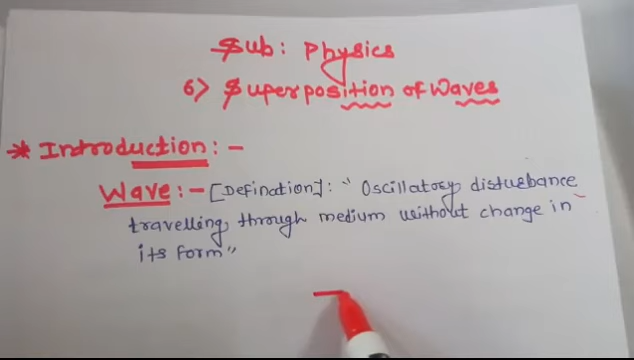 Sub: Physics
6> Superposition of Waves
* Introduction: -
Wave: - [Defination]: " Oscillatory disturbance
travelling through medium without change in
its form"